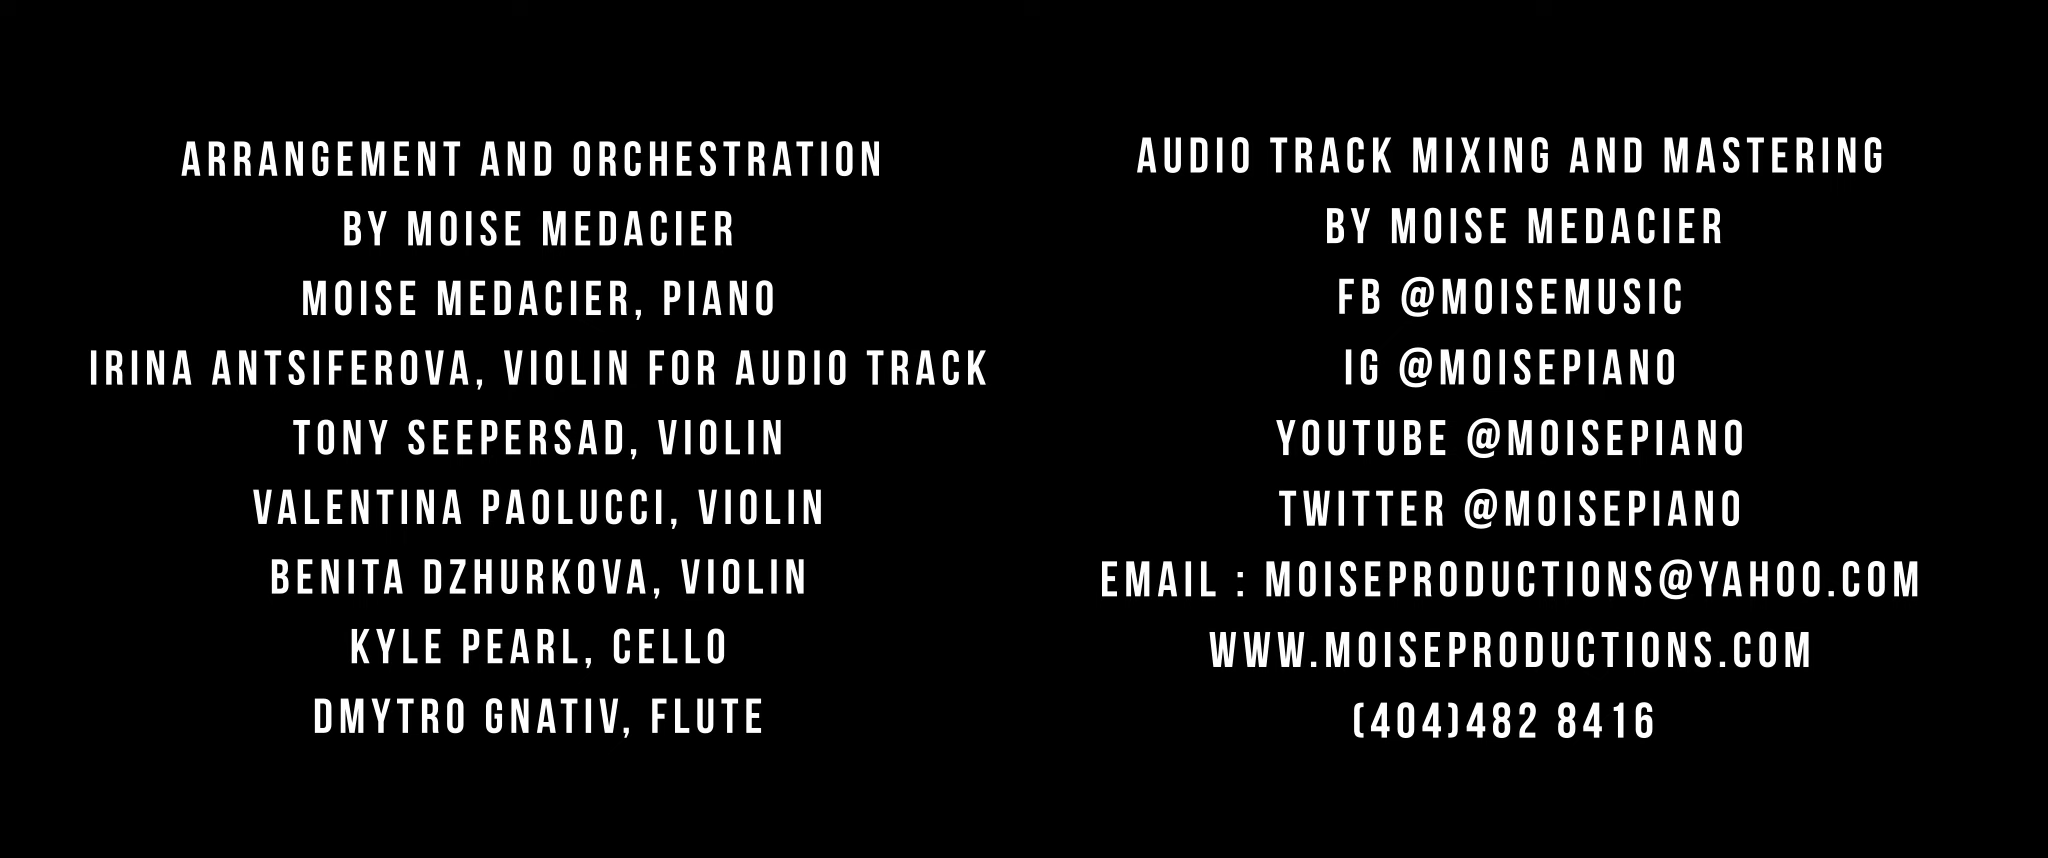 ARRANGEMENT AND ORCHESTRATION
BY MOISE MEDACIER
MOISE MEDACIER, PIANO
IRINA ANTSIFEROVA, VIOLIN FOR AUDIO TRACK
TONY SEEPERSAD, VIOLIN
VALENTINA PAOLUCCI, VIOLIN
BENITA DZHURKOVA, VIOLIN
KYLE PEARL, CELLO
DMYTRO GNATIV, FLUTE
AUDIO TRACK MIXING AND MASTERING
BY MOISE MEDACIER
FB @MOISEMUSIC
IG @MOISEPIANO
YOUTUBE @MOISEPIANO
TWITTER @MOISEPIANO
EMAIL : MOISEPRODUCTIONS@YAHOO.COM
WWW.MOISEPRODUCTIONS.COM
(404)482 8416